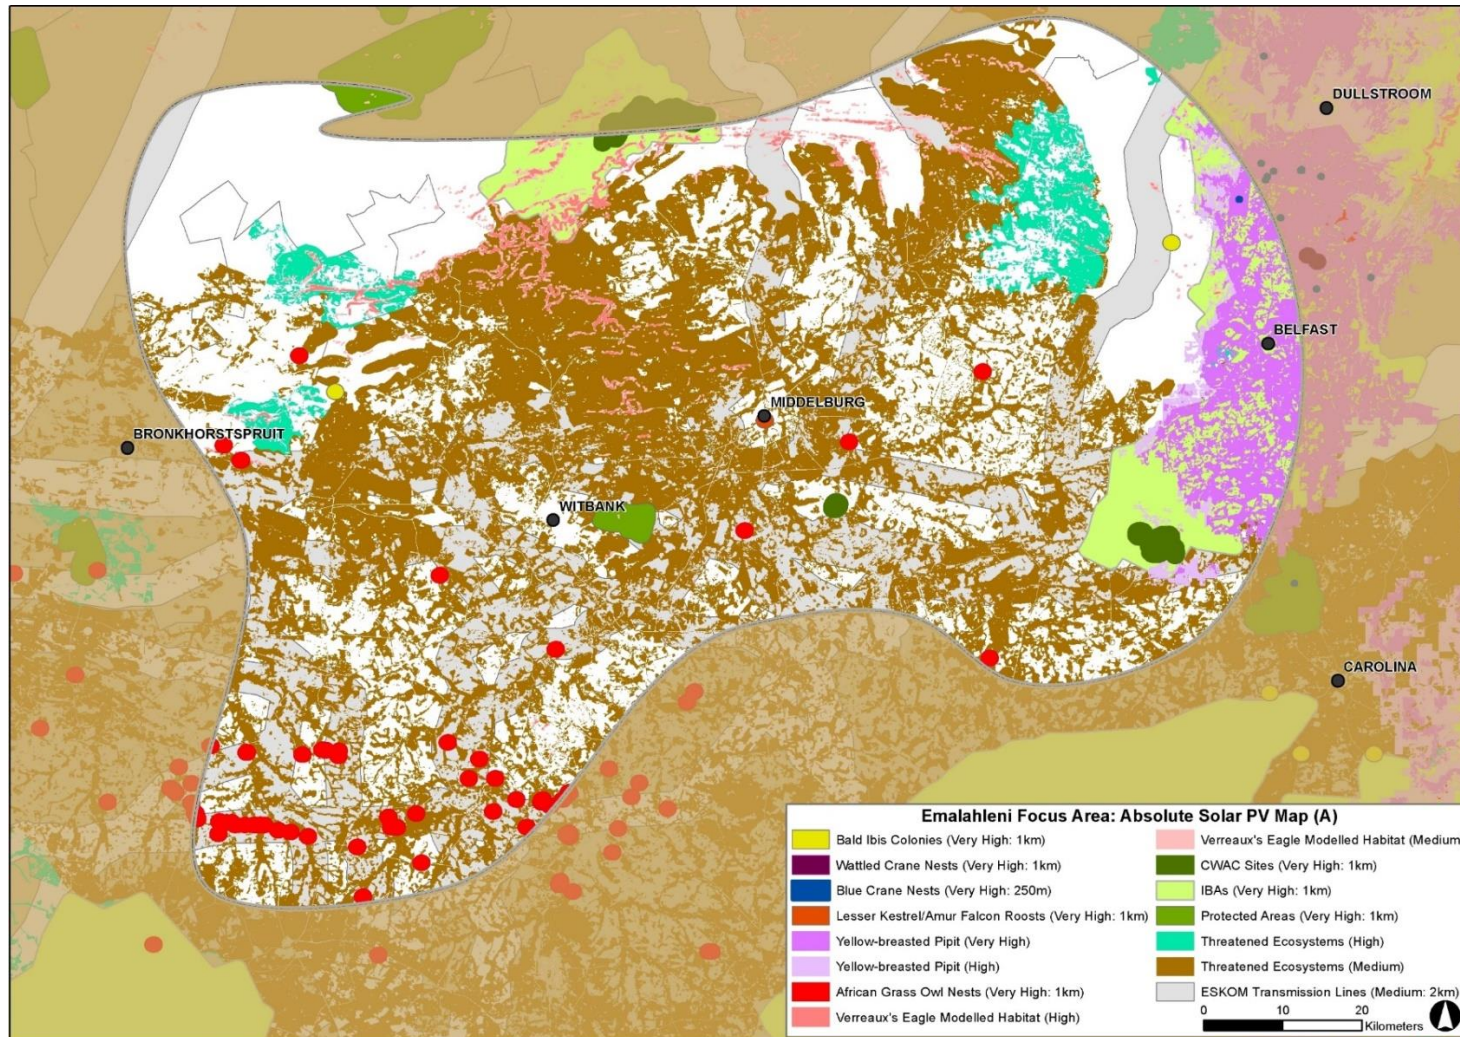 DULLSTROOM
BELFAST
MIDDELBURG
BRONKHORSTSPRUIT
WITBANK
CAROLINA
Emalahleni Focus Area: Absolute Solar PV Map (A)
Bald Ibis Colonies (Very High: 1km)
Wattled Crane Nests (Very High: 1km)
Blue Crane Nests (Very High: 250m)
Lesser Kestrel/Amur Falcon Roosts (Very High: 1km)
Yellow-breasted Pipit (Very High)
Yellow-breasted Pipit (High)
African Grass Owl Nests (Very High: 1km)
Verreaux's Eagle Modelled Habitat (High)
Verreaux's Eagle Modelled Habitat (Medium
CWAC Sites (Very High: 1km)
IBAs (Very High: 1km)
Protected Areas (Very High: 1km)
Threatened Ecosystems (High)
Threatened Ecosystems (Medium)
ESKOM Transmission Lines (Medium: 2km)
0 10 20
Kilometers